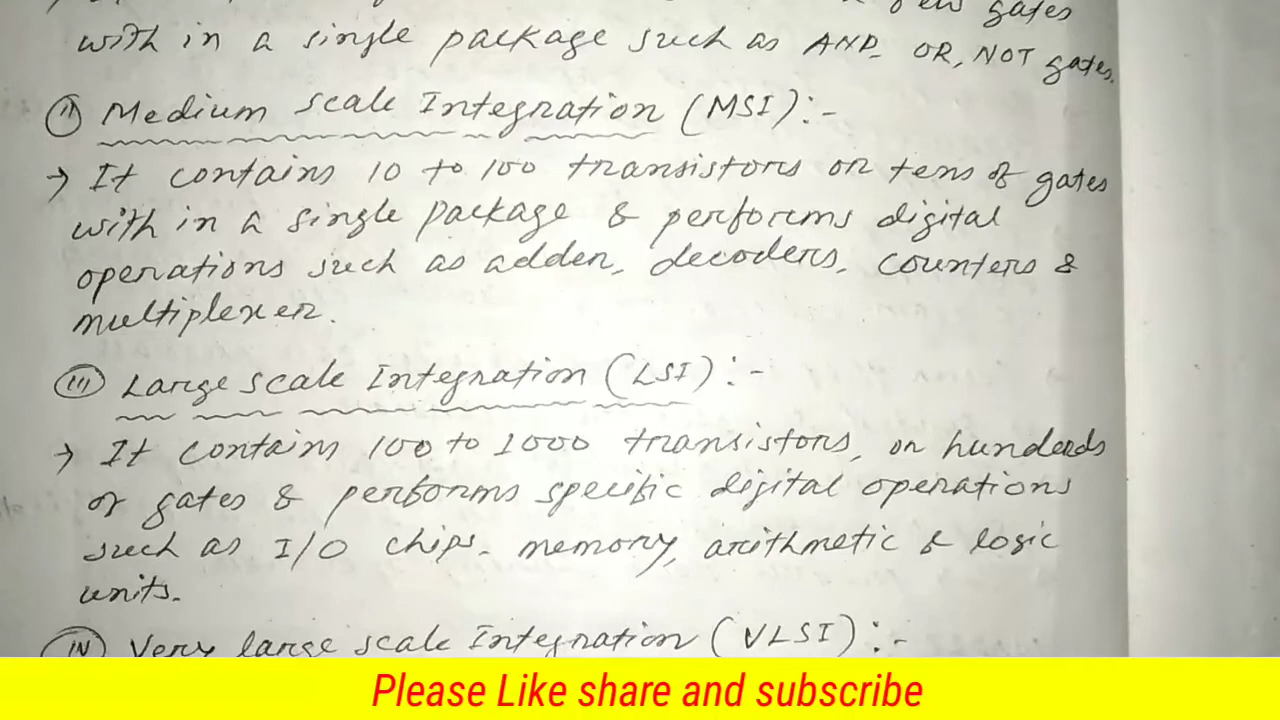 few gates
with in a single package such as AND, OR, NOT gates.
(ii) Medium scale Integration (MSI):-
→ It contains 10 to 100 transistors or tens of gates
with in a single package & performs digital
operations such as adder, decoders, counters &
multiplexer.
(iii) Large scale Integration (LSI):-
→ It contains 100 to 1000 transistors, or hunderds
of gates & performs specific digital operations
such as I/O chips, memory, arithmetic & logic
units.
(iv) Very large scale Integration (VLSI):-
Please Like share and subscribe